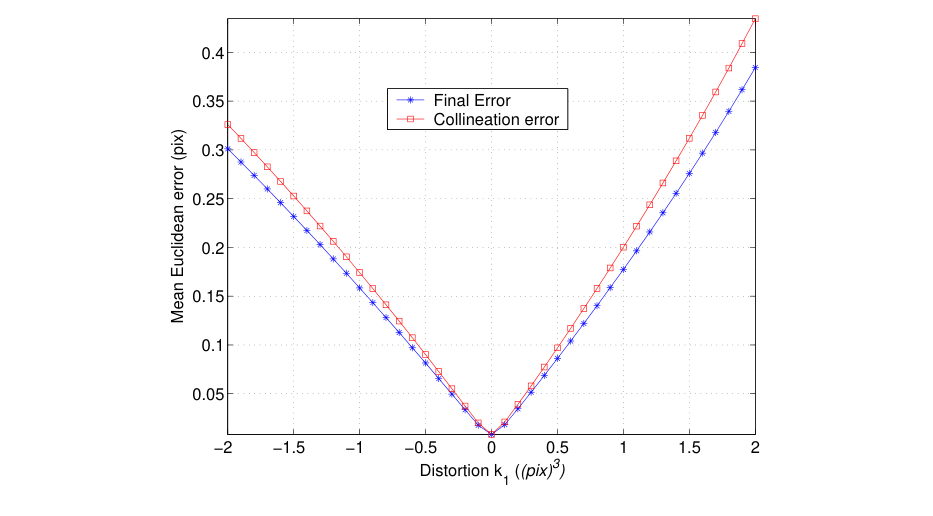 0.4
0.35
0.3
0.25
0.2
0.15
0.1
0.05
Mean Euclidean error (pix)
Final Error
Collineation error
−2 −1.5 −1 −0.5 0 0.5 1 1.5 2
Distortion k1 ((pix)3)